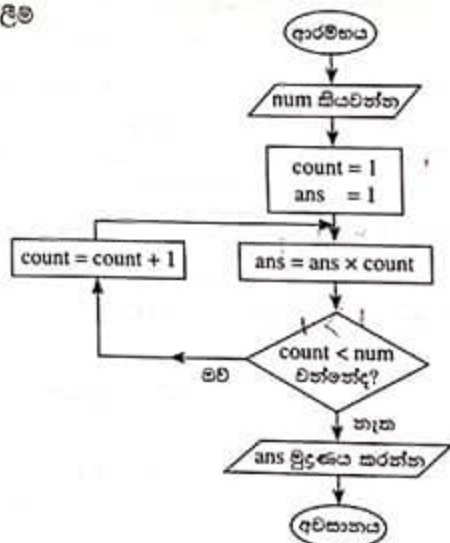 ලීම්
ආරම්භය
num කියවන්න
count = 1
ans = 1
count = count + 1
ans = ans × count
count < num
වන්නේද?
ඔව්
නැත
ans මුද්‍රණය කරන්න
අවසානය